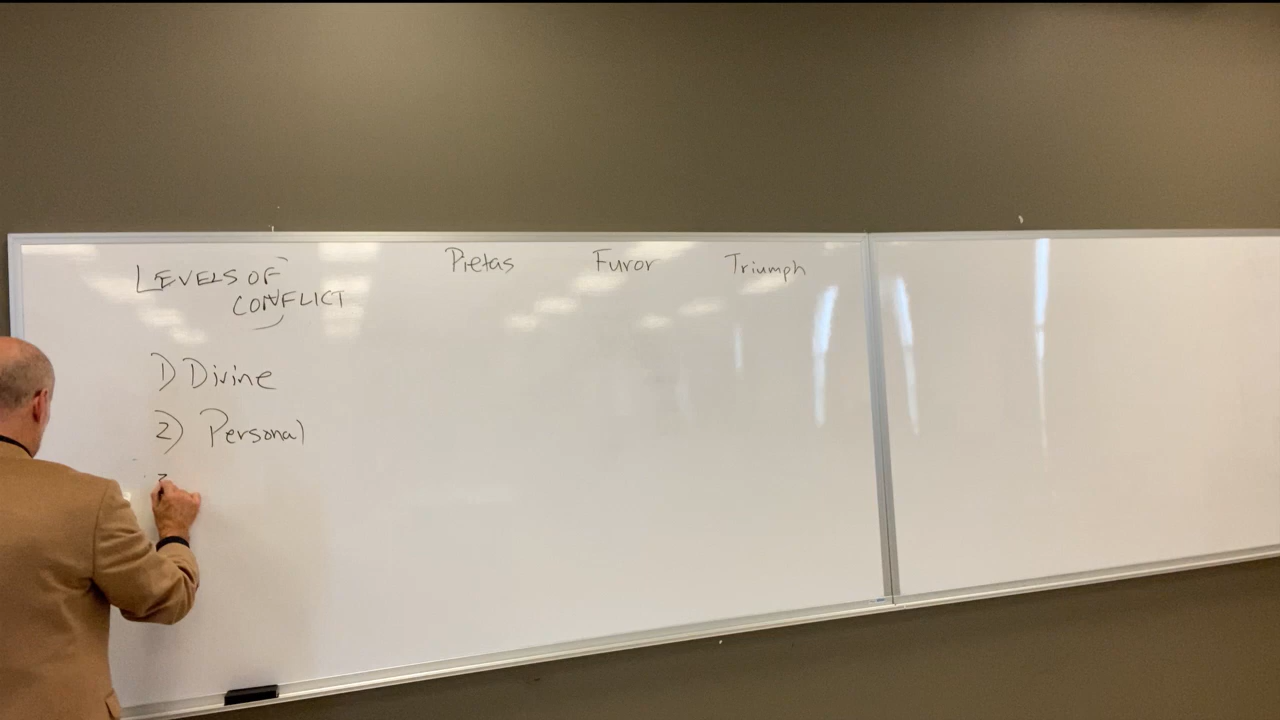 LEVELS OF
CONFLICT
Pietas Furor Triumph
1) Divine
2) Personal